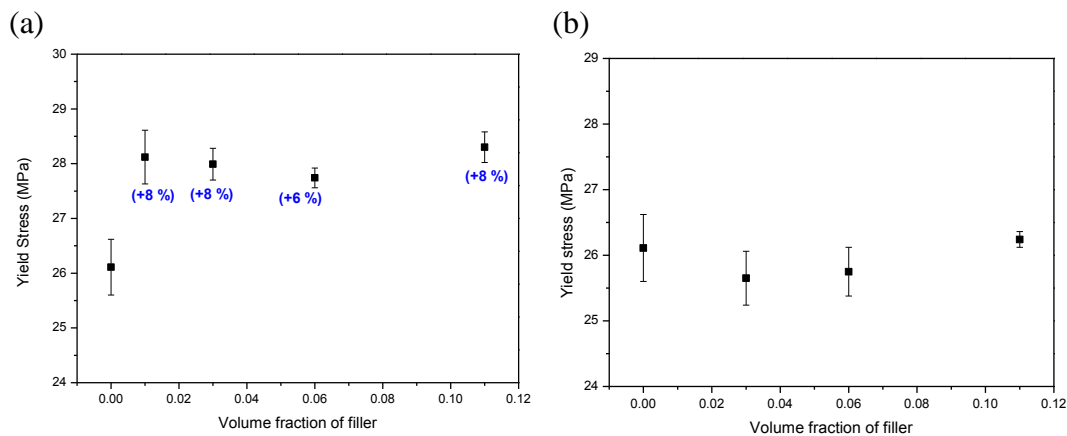 (a)
30
29
28
27
26
25
24
Yield Stress (MPa)
(+8 %)
(+8 %)
(+6 %)
(+8 %)
0.00 0.02 0.04 0.06 0.08 0.10 0.12
Volume fraction of filler
(b)
29
28
27
26
25
24
Yield stress (MPa)
0.00 0.02 0.04 0.06 0.08 0.10 0.12
Volume fraction of filler